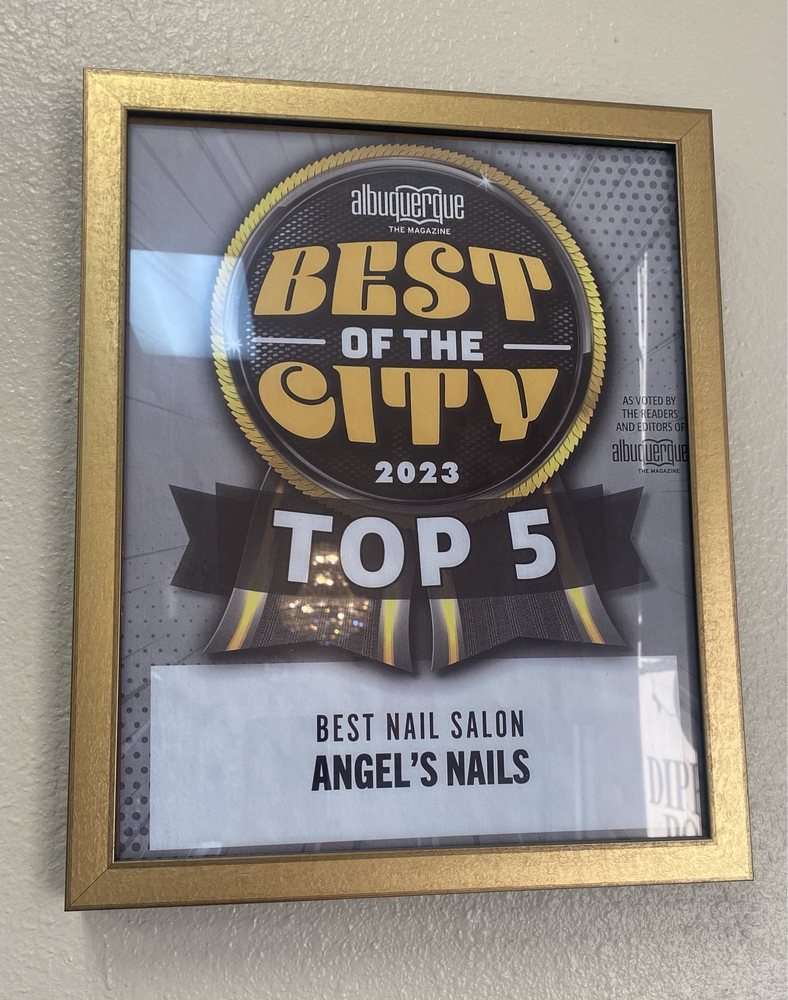 albuquerque
THE MAGAZINE
BEST
OF THE
CITY
2023
TOP 5
AS VOTED BY
THE READERS
AND EDITORS OF
albuquerque
THE MAGAZINE
BEST NAIL SALON
ANGEL'S NAILS